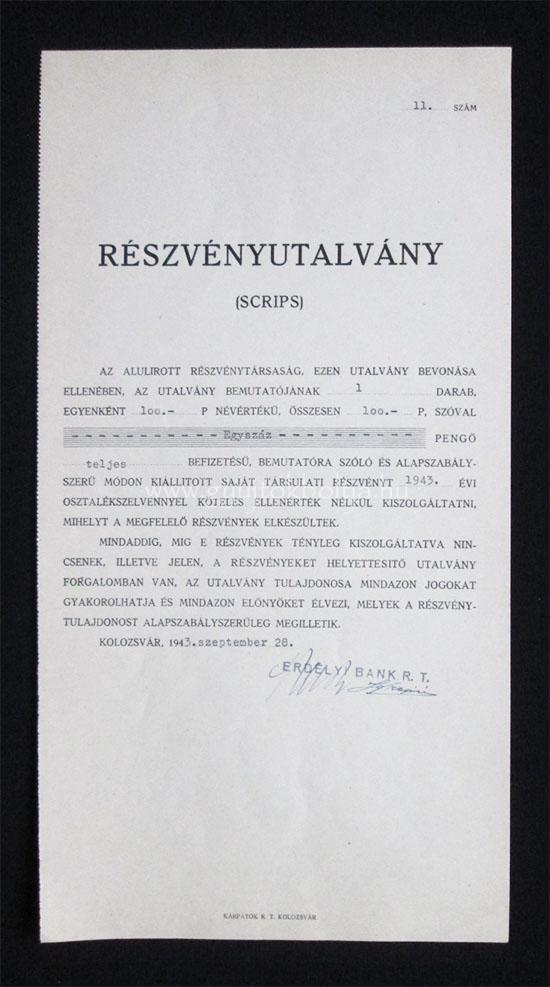 11. SZÁM
RÉSZVÉNYUTALVÁNY
(SCRIPS)
AZ ALULIROTT RÉSZVÉNYTÁRSASÁG, EZEN UTALVÁNY BEVONÁSA
ELLENÉBEN, AZ UTALVÁNY BEMUTATÓJÁNAK 1 DARAB,
EGYENKÉNT 100.- P NÉVÉRTÉKŰ, ÖSSZESEN 100.- P, SZÓVAL
- - - - - - - - - - - - Egyszáz - - - - - - - - - - - PENGŐ
teljes BEFIZETÉSŰ, BEMUTATÓRA SZÓLÓ ÉS ALAPSZABÁLY-
SZERŰ MÓDON KIÁLLITOTT SAJÁT TÁRSULATI RÉSZVÉNYT 1943. ÉVI
OSZTALÉKSZELVENNYEL KÖTELES ELLENÉRTÉK NÉLKÜL KISZOLGÁLTATNI,
MIHELYT A MEGFELELŐ RÉSZVÉNYEK ELKÉSZÜLTEK.
MINDADDIG, MIG E RÉSZVÉNYEK TÉNYLEG KISZOLGÁLTATVA NIN-
CSENEK, ILLETVE JELEN, A RÉSZVÉNYEKET HELYETTESITŐ UTALVÁNY
FORGALOMBAN VAN, AZ UTALVÁNY TULAJDONOSA MINDAZON JOGOKAT
GYAKOROLHATJA ÉS MINDAZON ELŐNYÖKET ÉLVEZI, MELYEK A RÉSZVÉNY-
TULAJDONOST ALAPSZABÁLYSZERÜLEG MEGILLETIK.
KOLOZSVÁR, 1943.szeptember 28.
ERDÉLYI BANK R. T.
KÁRPÁTOK R. T. KOLOZSVÁR